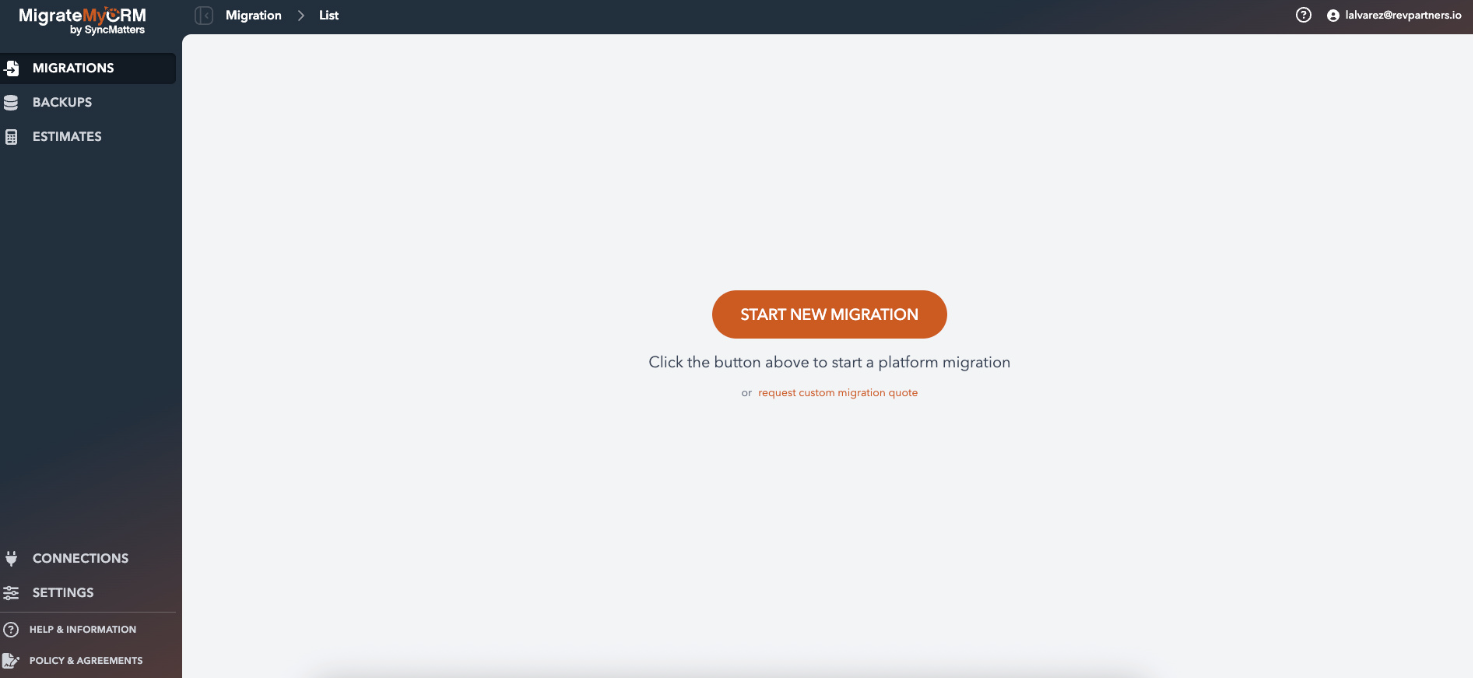 MigrateMyCRM
by SyncMatters
Migration > List
lalvarez@revpartners.io
MIGRATIONS
BACKUPS
ESTIMATES
START NEW MIGRATION
Click the button above to start a platform migration
or request custom migration quote
CONNECTIONS
SETTINGS
HELP & INFORMATION
POLICY & AGREEMENTS